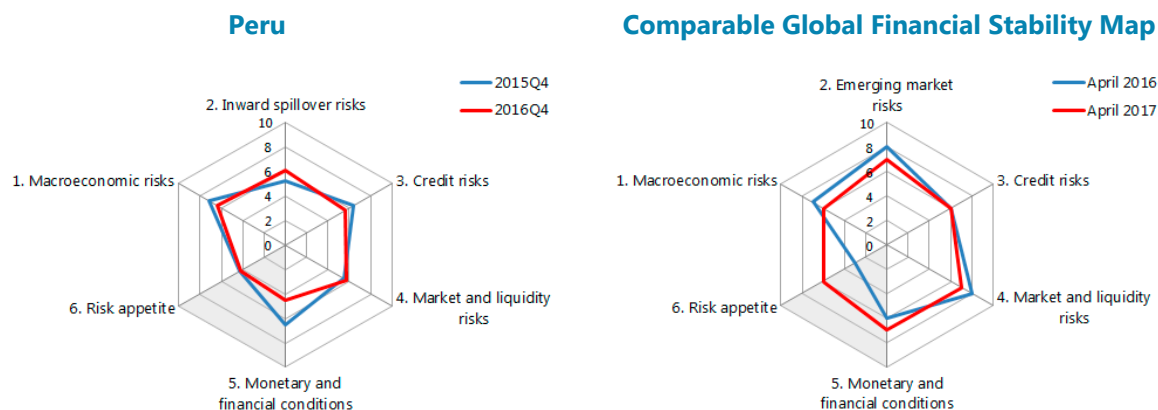 Peru
2015Q4
2016Q4
2. Inward spillover risks
10
8
6
4
2
0
1. Macroeconomic risks
3. Credit risks
6. Risk appetite
4. Market and liquidity
risks
5. Monetary and
financial conditions
Comparable Global Financial Stability Map
April 2016
April 2017
2. Emerging market
risks
10
8
6
4
2
0
1. Macroeconomic risks
3. Credit risks
6. Risk appetite
4. Market and liquidity
risks
5. Monetary and
financial conditions